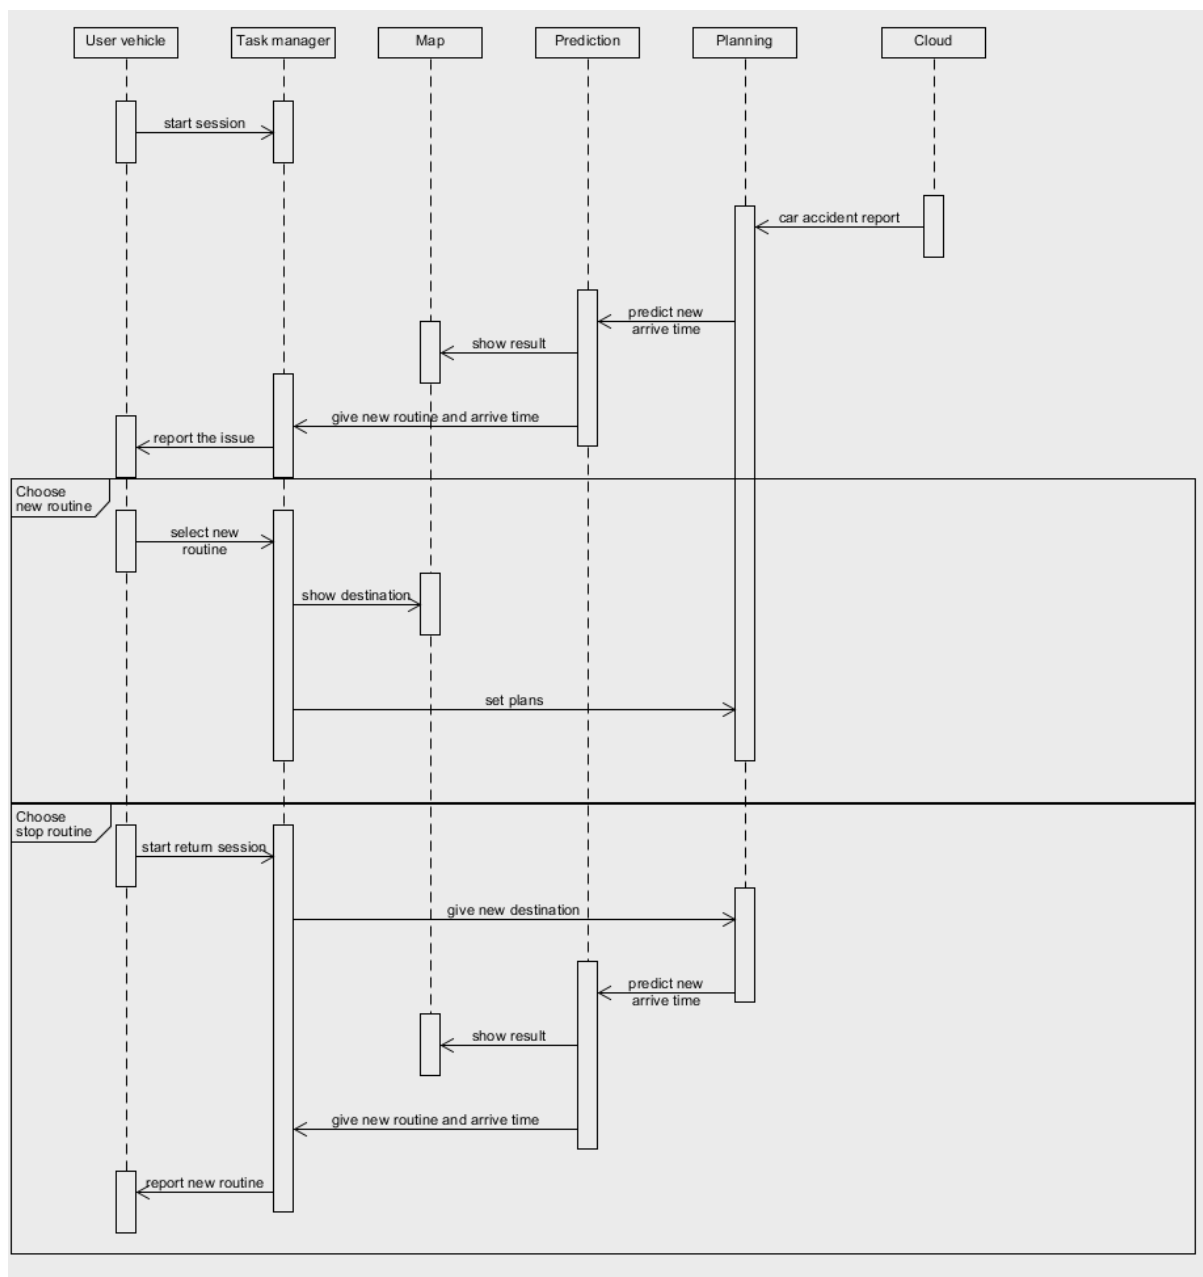 User vehicle
Task manager
Map
Prediction
Planning
Cloud
start session
car accident report
predict new
arrive time
show result
give new routine and arrive time
report the issue
Choose
new routine
select new
routine
show destination
set plans
Choose
stop routine
start return session
give new destination
predict new
arrive time
show result
give new routine and arrive time
report new routine